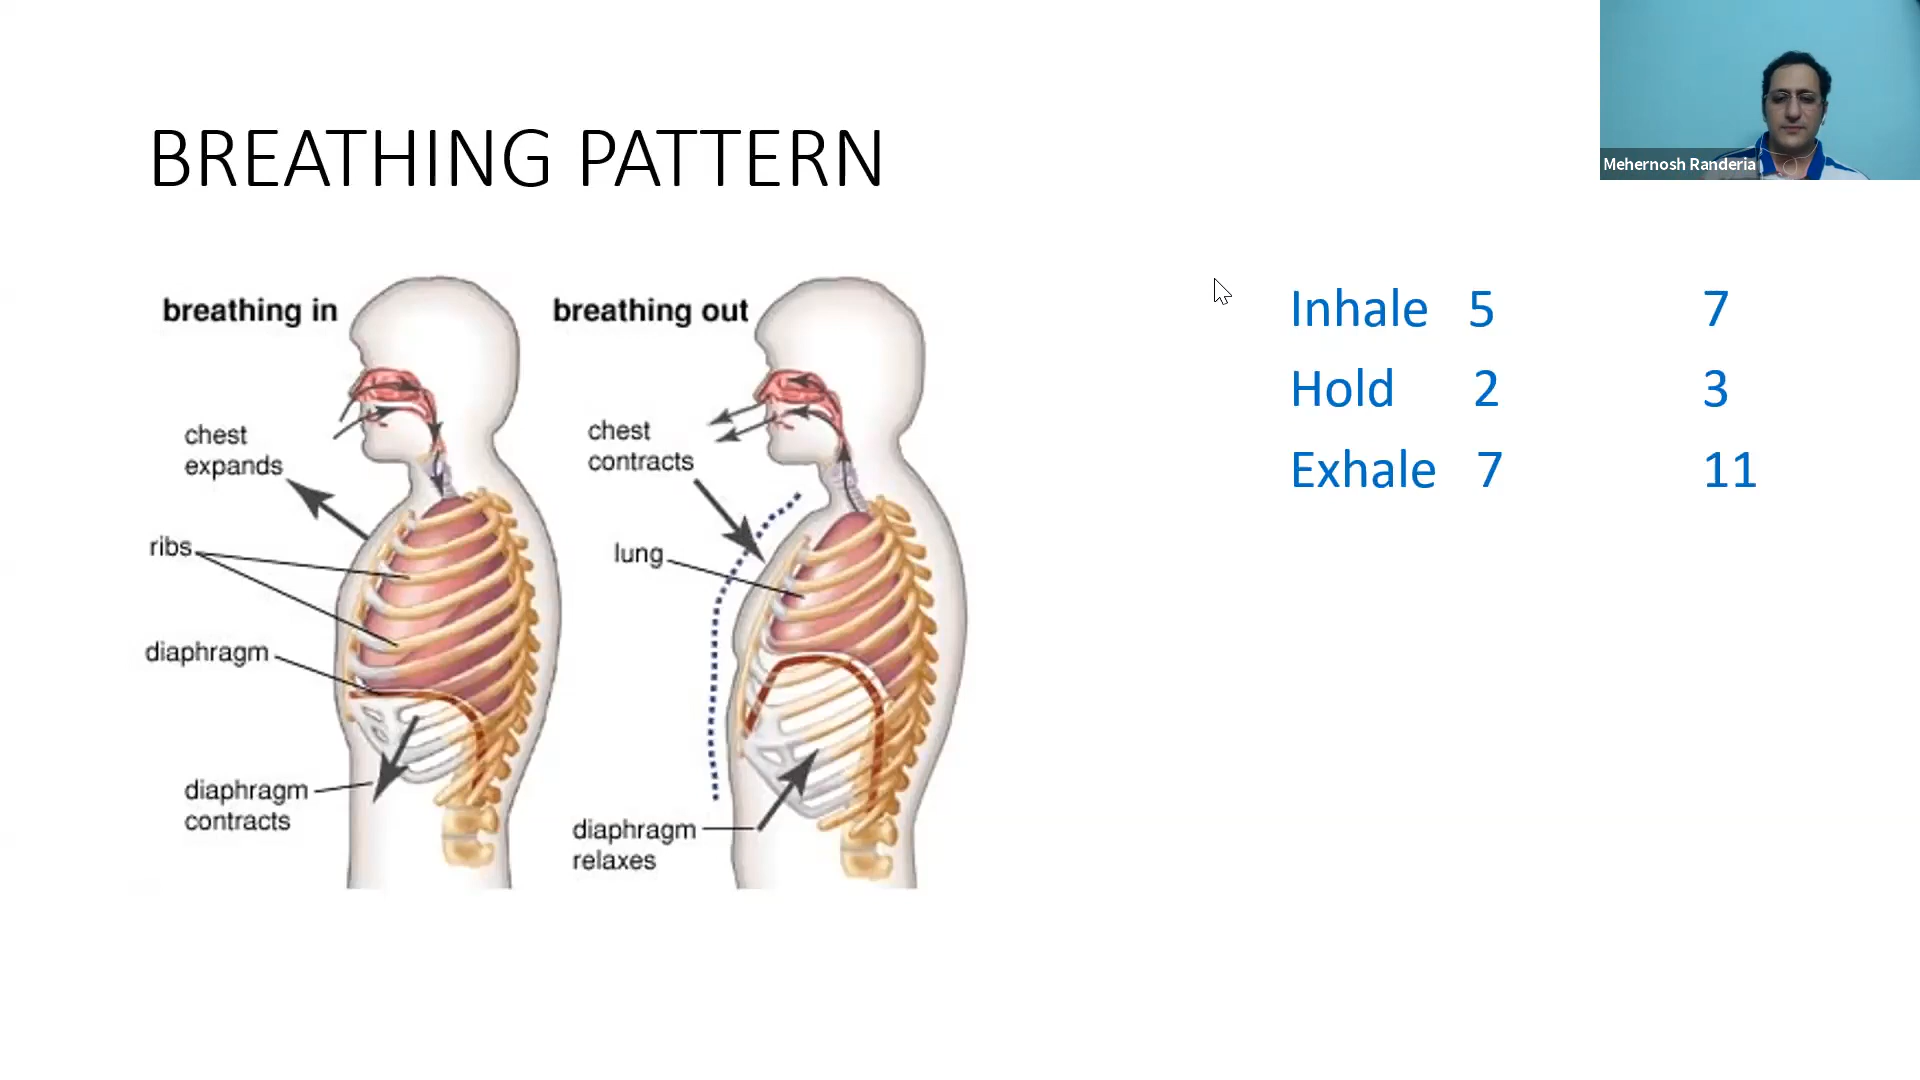 Mehernosh Randeria
BREATHING PATTERN
breathing in
breathing out
chest
expands
ribs
diaphragm
diaphragm
contracts
chest
contracts
lung
diaphragm
relaxes
Inhale 5 7
Hold 2 3
Exhale 7 11